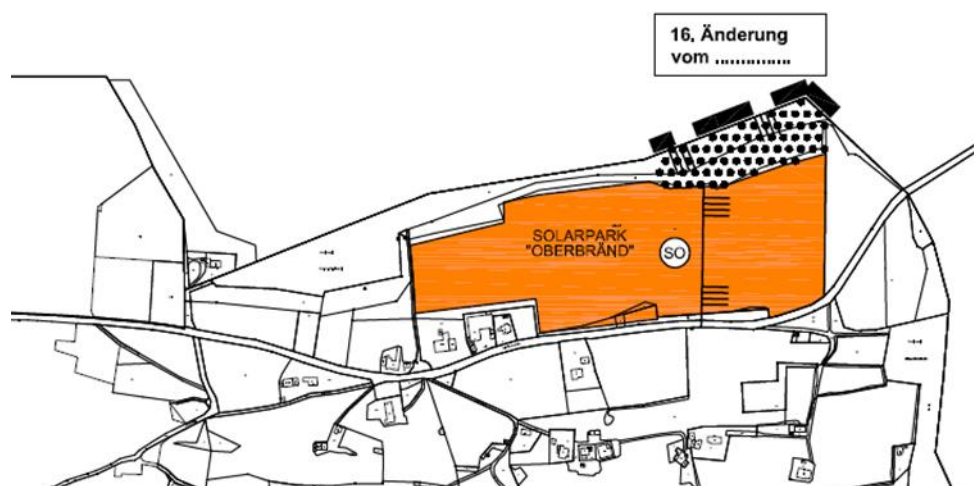 16. Änderung
vom ...............
SOLARPARK
"OBERBRÄND"
SO